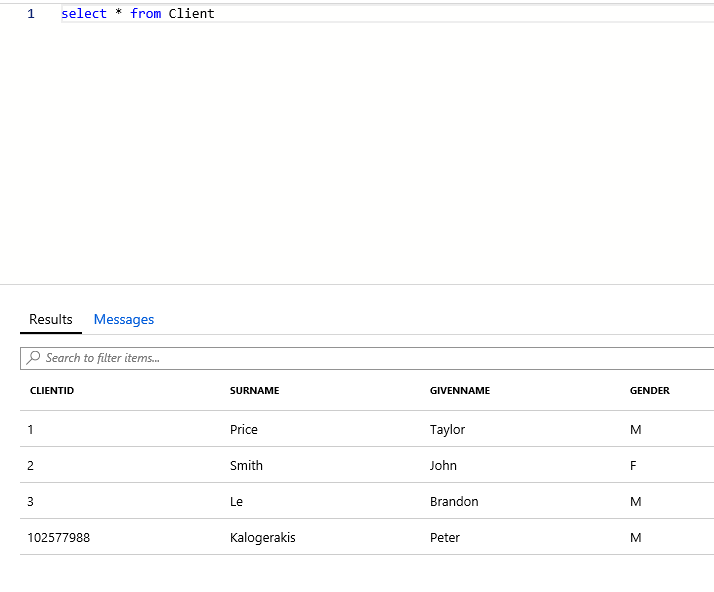 1 select * from Client
Results Messages
Search to filter items...
CLIENTID SURNAME GIVENNAME GENDER
1 Price Taylor M
2 Smith John F
3 Le Brandon M
102577988 Kalogerakis Peter M